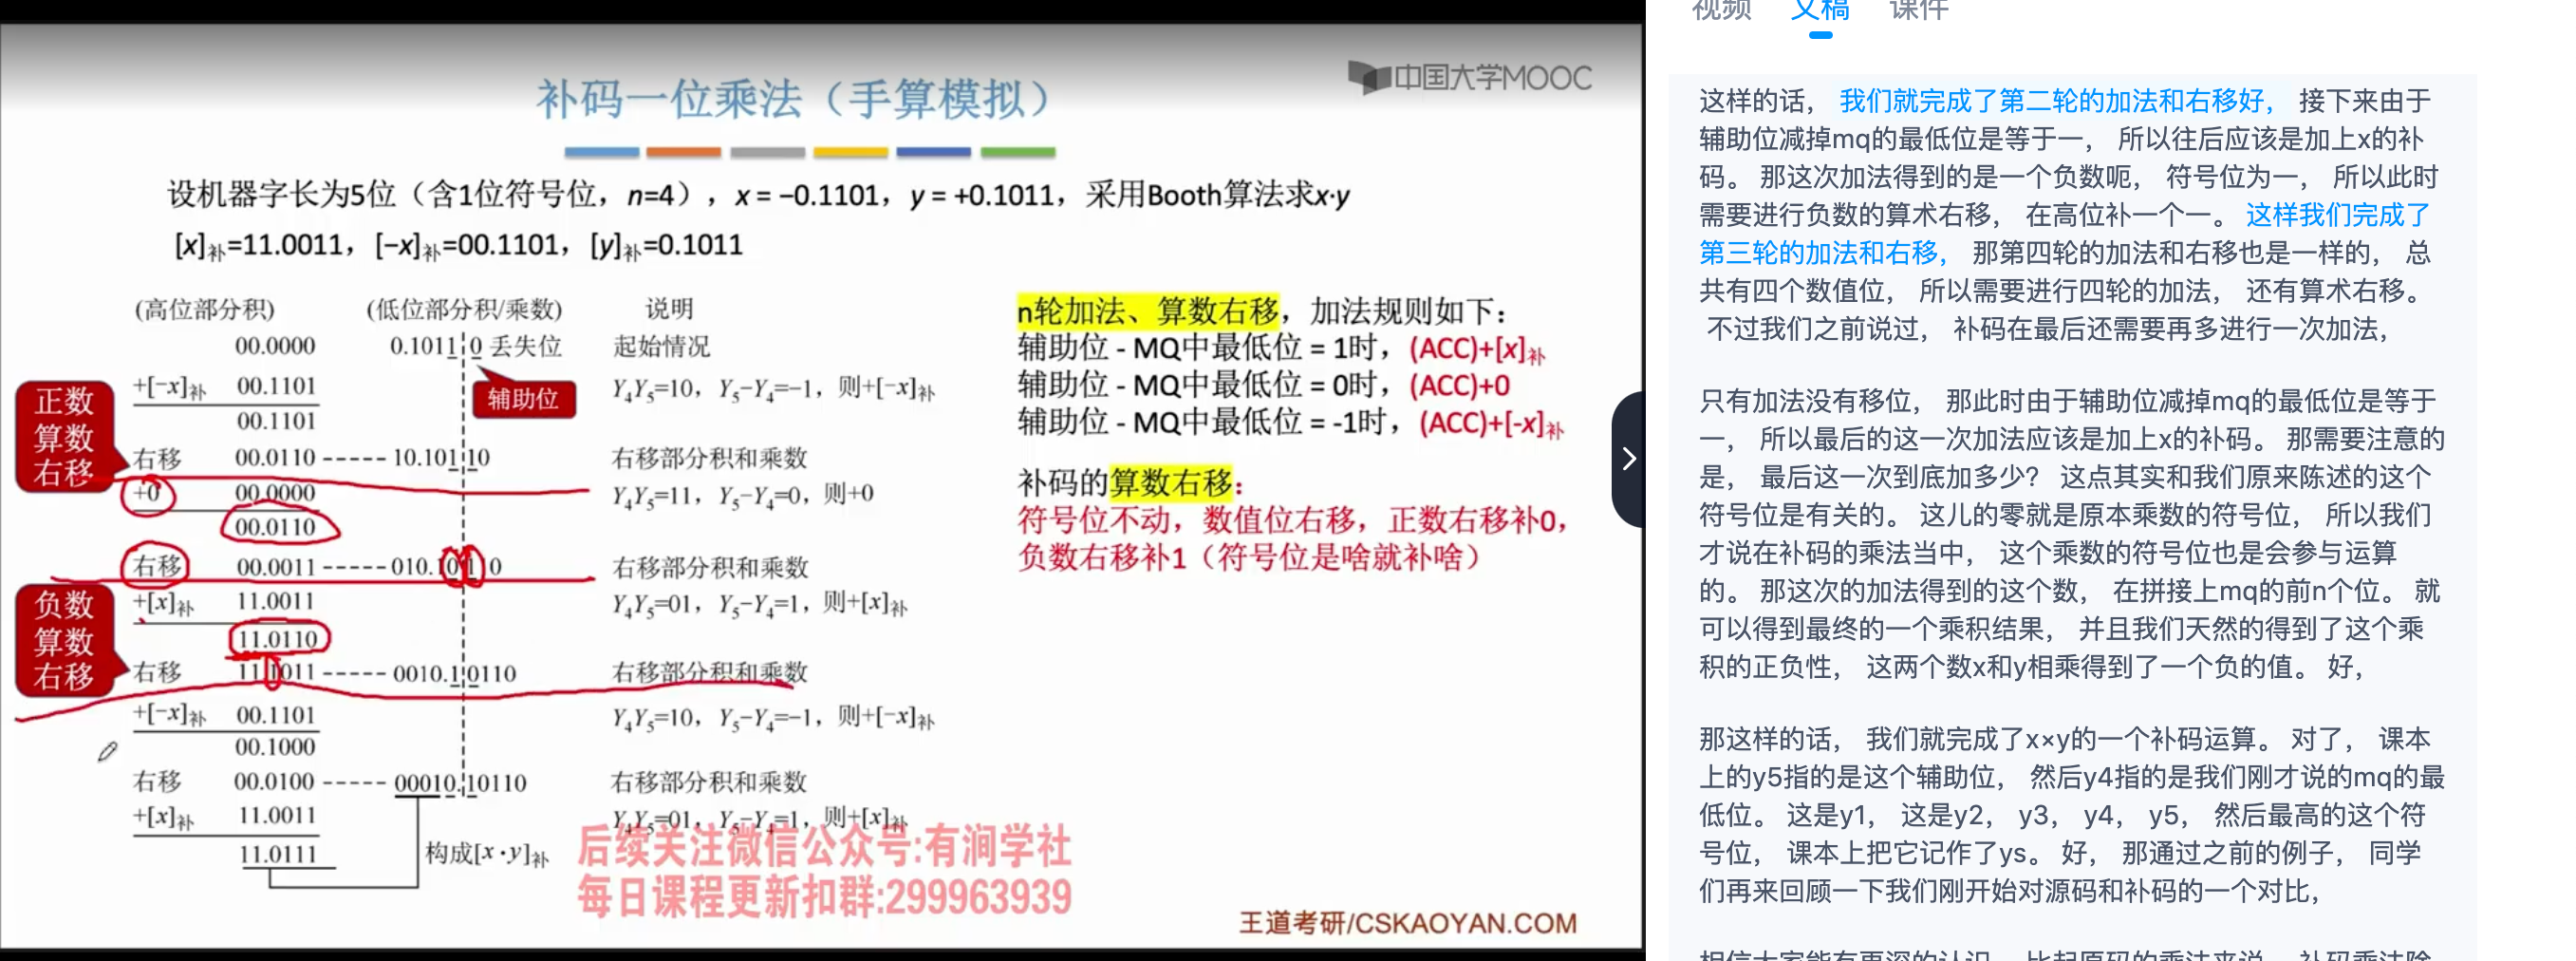 中国大学MOOC
补码一位乘法（手算模拟）
设机器字长为5位（含1位符号位，n=4），x = −0.1101，y = +0.1011，采用Booth算法求x·y
[x]补=11.0011，[−x]补=00.1101，[y]补=0.1011
(高位部分积) (低位部分积/乘数) 说明
00.0000 0.1011 0 丢失位 起始情况
+[−x]补 00.1101 辅助位 Y4Y5=10，Y5−Y4=−1，则+[−x]补
00.1101
右移 00.0110 ----- 10.10110 右移部分积和乘数
+0 00.0000 Y4Y5=11，Y5−Y4=0，则+0
00.0110
右移 00.0011 ----- 010.101 0 右移部分积和乘数
+[x]补 11.0011 Y4Y5=01，Y5−Y4=1，则+[x]补
11.0110
右移 11.1011 ----- 0010.10110 右移部分积和乘数
+[−x]补 00.1101 Y4Y5=10，Y5−Y4=−1，则+[−x]补
00.1000
右移 00.0100 ----- 00010.10110 右移部分积和乘数
+[x]补 11.0011 Y4Y5=01，Y5−Y4=1，则+[x]补
11.0111 构成[x·y]补
正数
算数
右移
负数
算数
右移
n轮加法、算数右移，加法规则如下：
辅助位 - MQ中最低位 = 1时，(ACC)+[x]补
辅助位 - MQ中最低位 = 0时，(ACC)+0
辅助位 - MQ中最低位 = -1时，(ACC)+[-x]补
补码的算数右移：
符号位不动，数值位右移，正数右移补0，
负数右移补1（符号位是啥就补啥）
后续关注微信公众号:有涧学社
每日课程更新扣群:299963939
王道考研/CSKAOYAN.COM
视频 文稿 课件
这样的话， 我们就完成了第二轮的加法和右移好， 接下来由于
辅助位减掉mq的最低位是等于一， 所以往后应该是加上x的补
码。 那这次加法得到的是一个负数呃， 符号位为一， 所以此时
需要进行负数的算术右移， 在高位补一个一。 这样我们完成了
第三轮的加法和右移， 那第四轮的加法和右移也是一样的， 总
共有四个数值位， 所以需要进行四轮的加法， 还有算术右移。
不过我们之前说过， 补码在最后还需要再多进行一次加法，
只有加法没有移位， 那此时由于辅助位减掉mq的最低位是等于
一， 所以最后的这一次加法应该是加上x的补码。 那需要注意的
是， 最后这一次到底加多少？ 这点其实和我们原来陈述的这个
符号位是有关的。 这儿的零就是原本乘数的符号位， 所以我们
才说在补码的乘法当中， 这个乘数的符号位也是会参与运算
的。 那这次的加法得到的这个数， 在拼接上mq的前n个位。 就
可以得到最终的一个乘积结果， 并且我们天然的得到了这个乘
积的正负性， 这两个数x和y相乘得到了一个负的值。 好，
那这样的话， 我们就完成了x×y的一个补码运算。 对了， 课本
上的y5指的是这个辅助位， 然后y4指的是我们刚才说的mq的最
低位。 这是y1， 这是y2， y3， y4， y5， 然后最高的这个符
号位， 课本上把它记作了ys。 好， 那通过之前的例子， 同学
们再来回顾一下我们刚开始对源码和补码的一个对比，
相信大家能有更深的认识， 比起原码的乘法来说， 补码乘法除